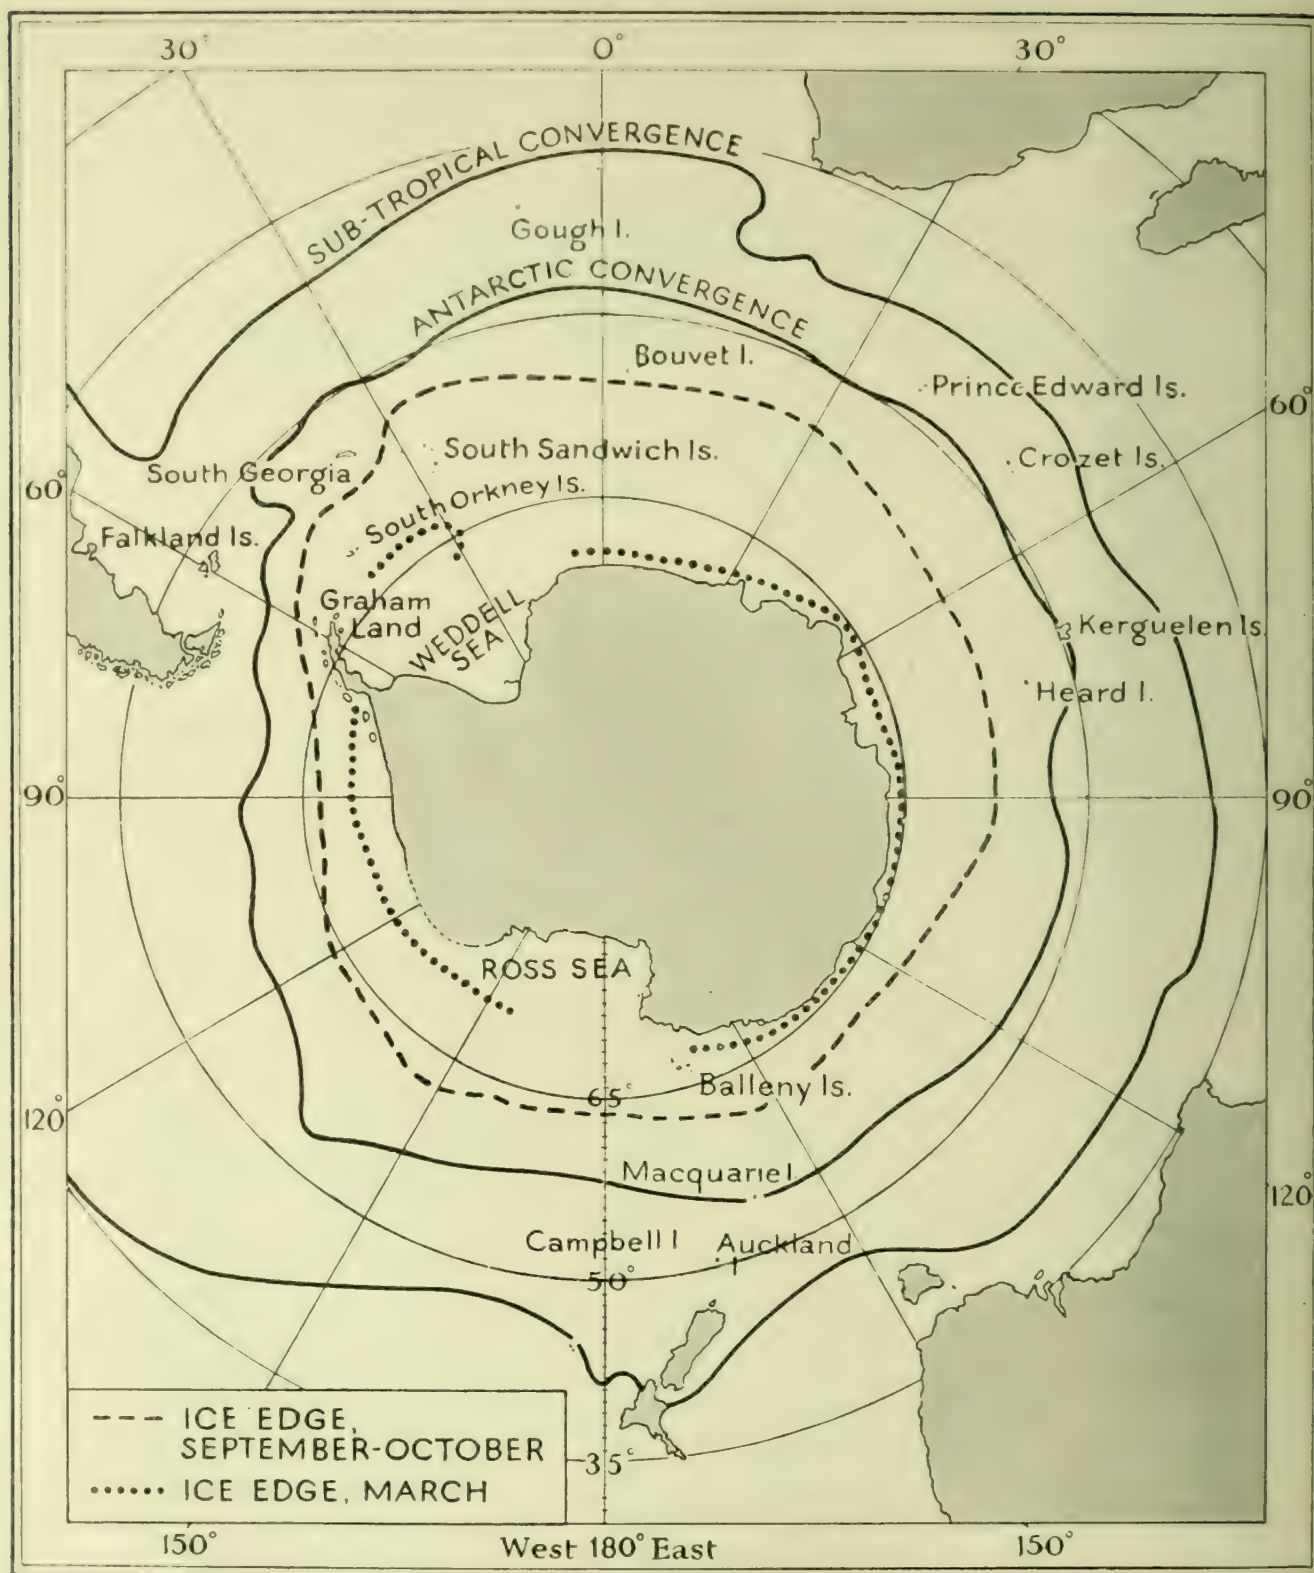 30° 0° 30°
SUB-TROPICAL CONVERGENCE
Gough I.
ANTARCTIC CONVERGENCE
Bouvet I.
Prince Edward Is.
60°
South Sandwich Is.
Crozet Is.
South Georgia
60°
South Orkney Is.
Falkland Is.
Graham
Land
WEDDELL
SEA
Kerguelen Is.
Heard I.
90° 90°
ROSS SEA
65°
Balleny Is.
120°
Macquarie I.
120°
Campbell I
Auckland
I
50°
35°
ICE EDGE,
SEPTEMBER-OCTOBER
ICE EDGE, MARCH
150° West 180° East 150°